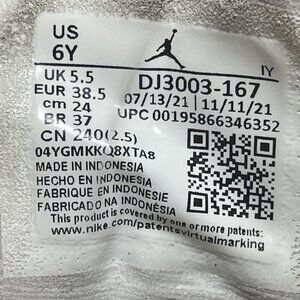 US
6Y
IY
UK 5.5
EUR 38.5
cm 24
BR 37
CN 240(2.5)
DJ3003-167
07/13/21 | 11/11/21
UPC 00195866346352
04YGMKKQ8XTA8
MADE IN INDONESIA
HECHO EN INDONESIA
FABRIQUE EN INDONESIE
FABRICADO NA INDONÉSIA
This product is covered by one or more patents:
www.nike.com/patentsvirtualmarking